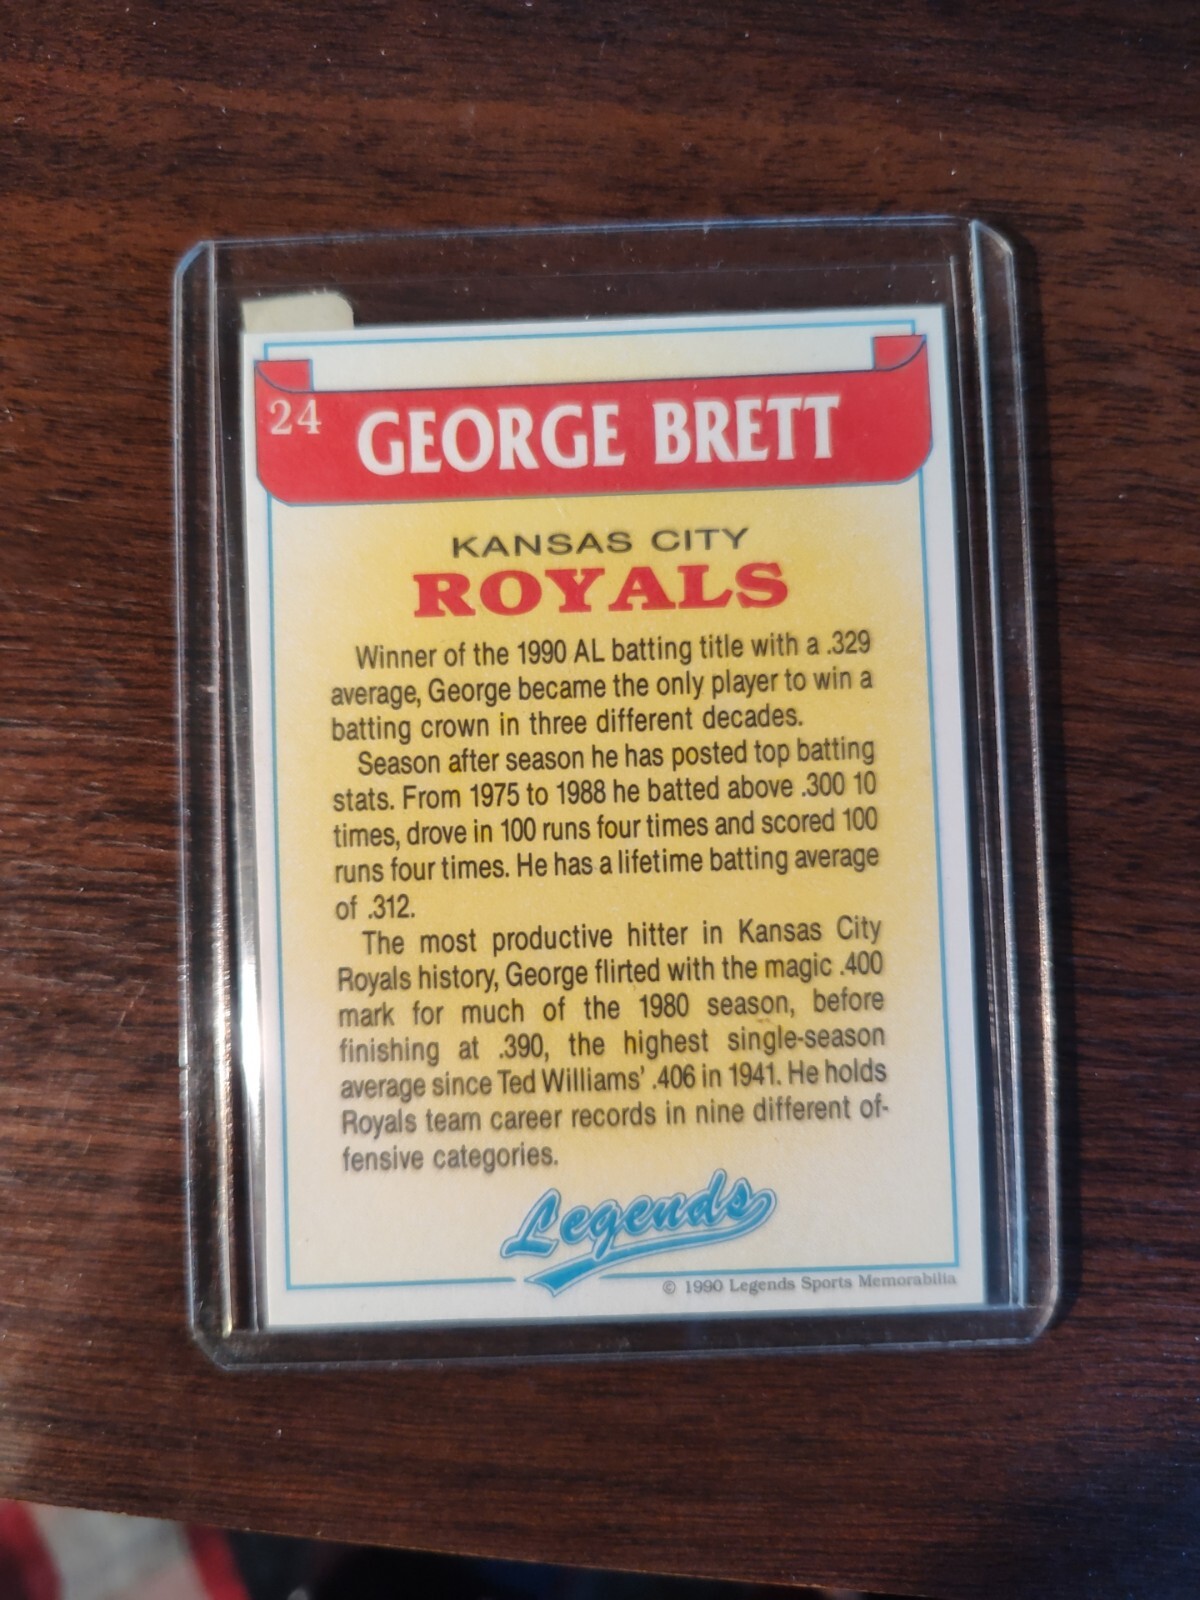 24
GEORGE BRETT
KANSAS CITY
ROYALS
Winner of the 1990 AL batting title with a .329
average, George became the only player to win a
batting crown in three different decades.
Season after season he has posted top batting
stats. From 1975 to 1988 he batted above .300 10
times, drove in 100 runs four times and scored 100
runs four times. He has a lifetime batting average
of .312.
The most productive hitter in Kansas City
Royals history, George flirted with the magic .400
mark for much of the 1980 season, before
finishing at .390, the highest single-season
average since Ted Williams' .406 in 1941. He holds
Royals team career records in nine different of-
fensive categories.
Legends
© 1990 Legends Sports Memorabilia